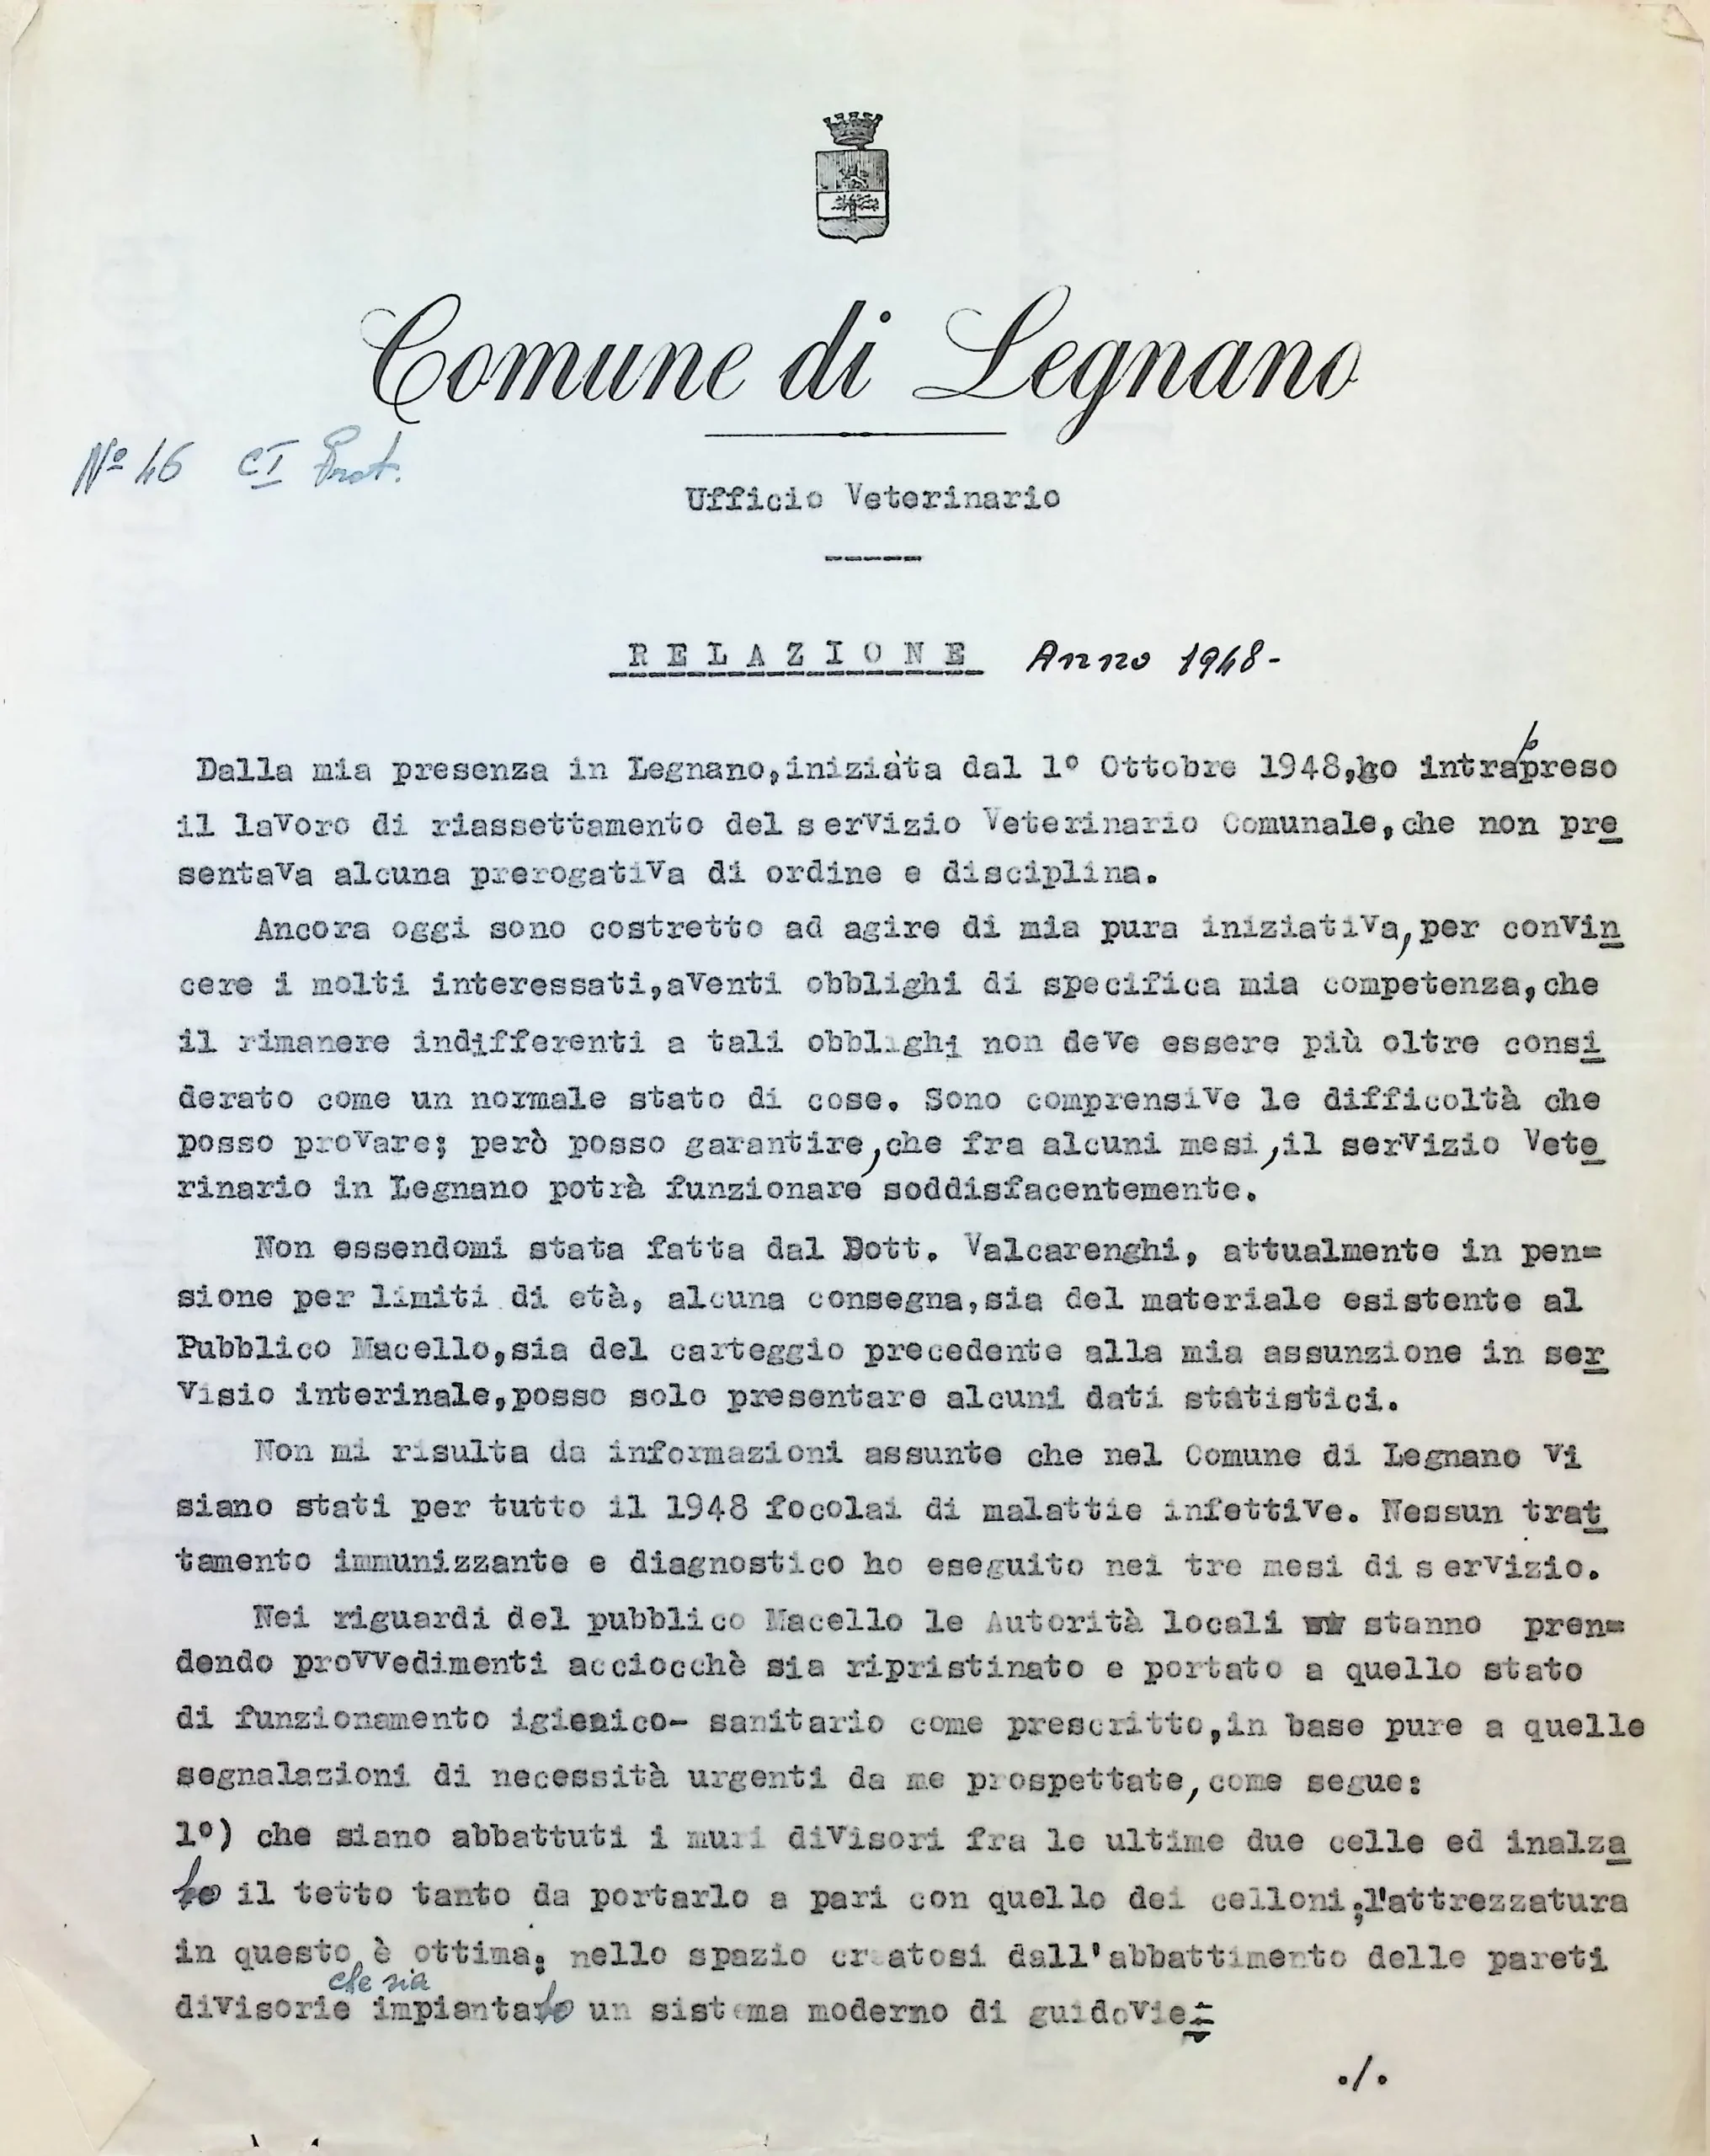 Comune di Legnano
Nº 46 CI Prot.
Ufficio Veterinario
RELAZIONE Anno 1948-
Dalla mia presenza in Legnano,iniziàta dal 1º Ottobre 1948,ho intrapreso
il lavoro di riassettamento del servizio Veterinario Comunale,che non pre
sentava alcuna prerogativa di ordine e disciplina.
Ancora oggi sono costretto ad agire di mia pura iniziativa,per convin
cere i molti interessati,aventi obblighi di specifica mia competenza,che
il rimanere indifferenti a tali obblighi non deve essere più oltre consi
derato come un normale stato di cose. Sono comprensive le difficoltà che
posso provare; però posso garantire,che fra alcuni mesi,il servizio Vete
rinario in Legnano potrà funzionare soddisfacentemente.
Non essendomi stata fatta dal Dott. Valcarenghi, attualmente in pen=
sione per limiti di età, alcuna consegna,sia del materiale esistente al
Pubblico Macello,sia del carteggio precedente alla mia assunzione in ser
visio interinale,posso solo presentare alcuni dati statistici.
Non mi risulta da informazioni assunte che nel Comune di Legnano vi
siano stati per tutto il 1948 focolai di malattie infettive. Nessun trat
tamento immunizzante e diagnostico ho eseguito nei tre mesi di servizio.
Nei riguardi del pubblico Macello le Autorità locali stanno pren=
dendo provvedimenti acciocchè sia ripristinato e portato a quello stato
di funzionamento igienico- sanitario come prescritto,in base pure a quelle
segnalazioni di necessità urgenti da me prospettate,come segue:
1º) che siano abbattuti i muri divisori fra le ultime due celle ed inalza
to il tetto tanto da portarlo a pari con quello dei celloni;l'attrezzatura
in questo è ottima; nello spazio creatosi dall'abbattimento delle pareti
divisorie che sia impiantato un sistema moderno di guidovie;
./.